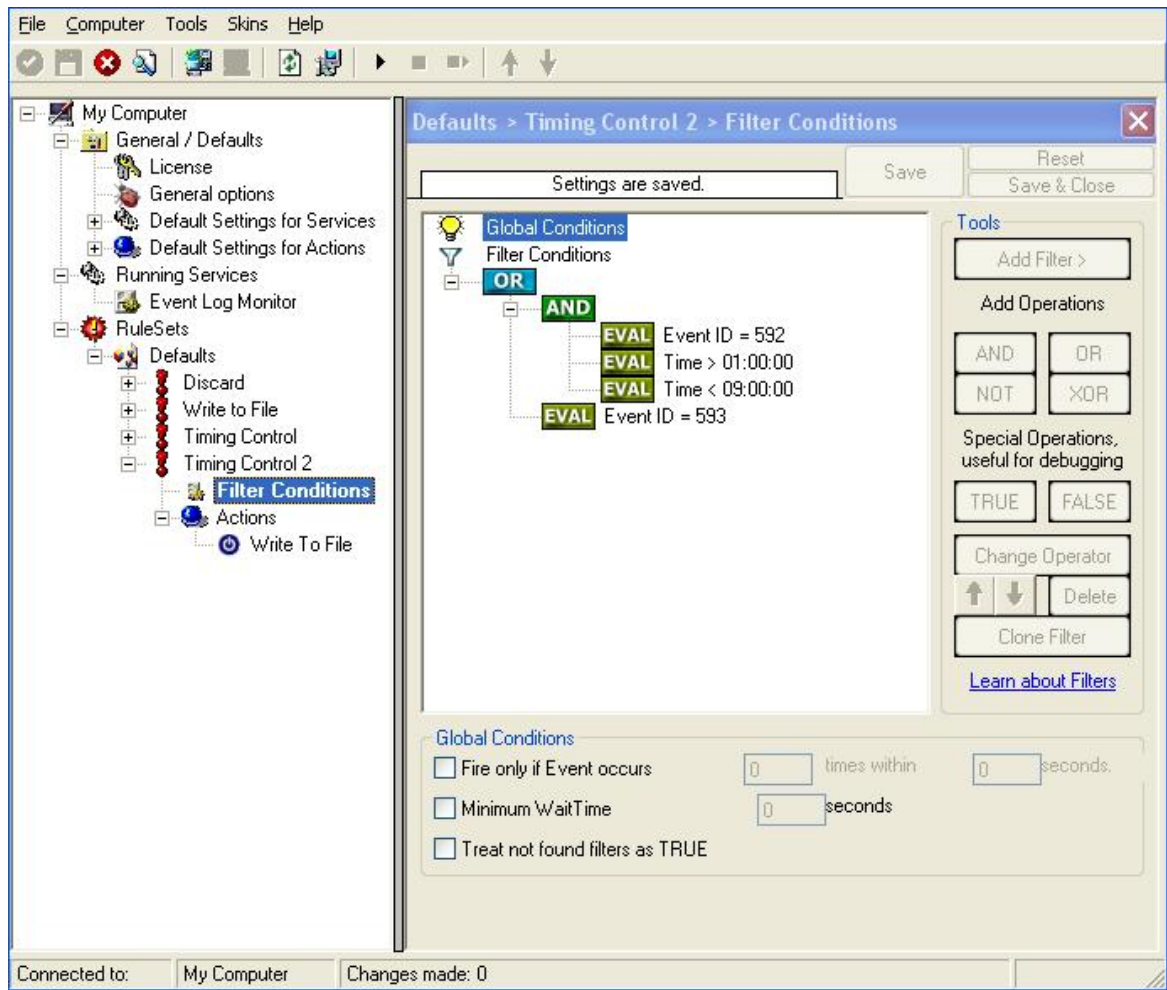 File Computer Tools Skins Help
My Computer
General / Defaults
License
General options
Default Settings for Services
Default Settings for Actions
Running Services
Event Log Monitor
RuleSets
Defaults
Discard
Write to File
Timing Control
Timing Control 2
Filter Conditions
Actions
Write To File
Defaults > Timing Control 2 > Filter Conditions
Settings are saved.
Save
Reset
Save & Close
Global Conditions
Filter Conditions
OR
AND
EVAL Event ID = 592
EVAL Time > 01:00:00
EVAL Time < 09:00:00
EVAL Event ID = 593
Tools
Add Filter >
Add Operations
AND OR
NOT XOR
Special Operations,
useful for debugging
TRUE FALSE
Change Operator
Delete
Clone Filter
Learn about Filters
Global Conditions
Fire only if Event occurs 0 times within 0 seconds.
Minimum WaitTime 0 seconds
Treat not found filters as TRUE
Connected to: My Computer Changes made: 0